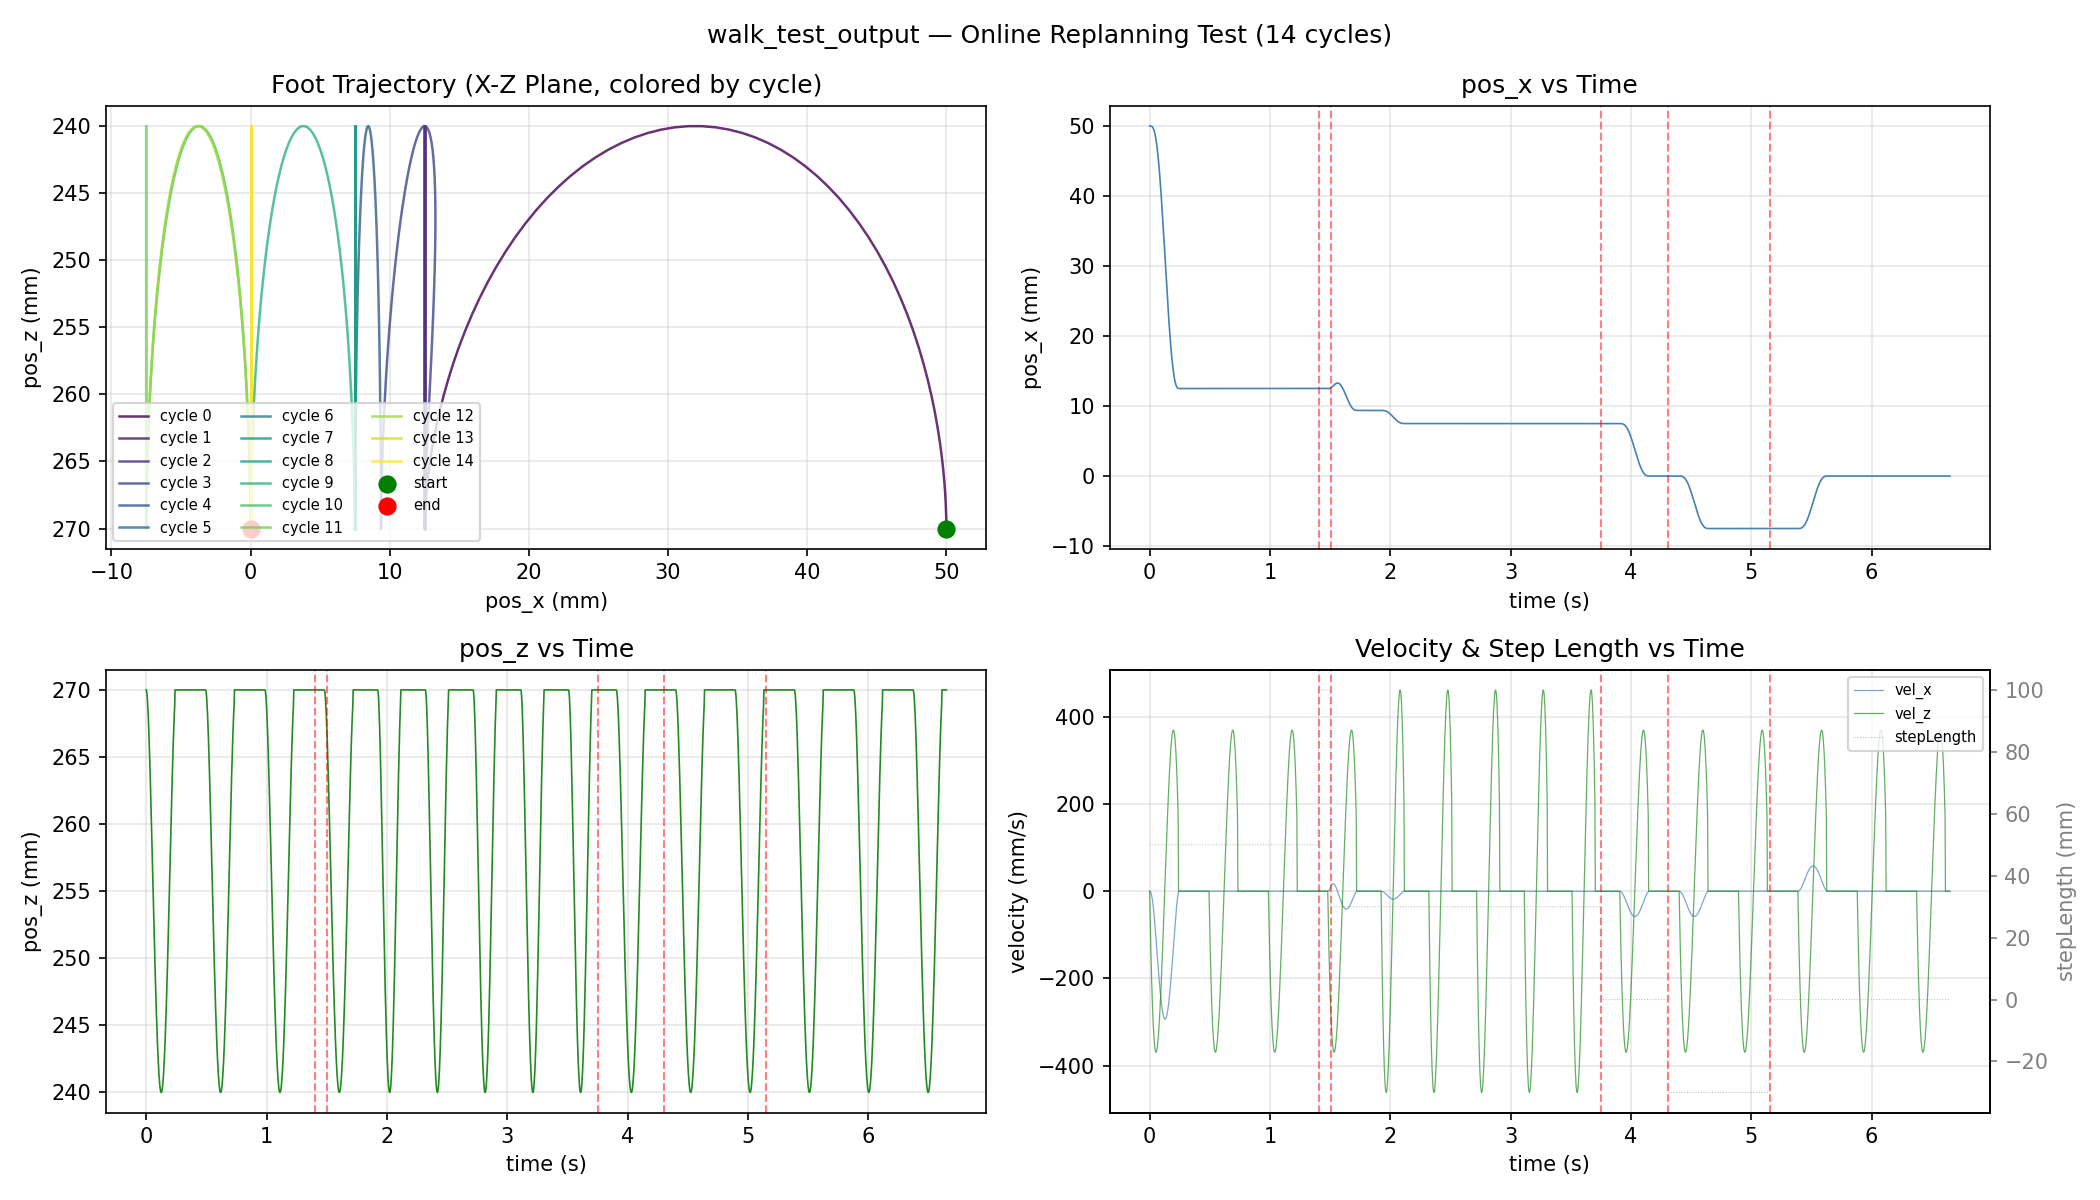 walk_test_output — Online Replanning Test (14 cycles)
Foot Trajectory (X-Z Plane, colored by cycle)
240
245
250
255
260
265
270
pos_z (mm)
cycle 0
cycle 1
cycle 2
cycle 3
cycle 4
cycle 5
cycle 6
cycle 7
cycle 8
cycle 9
cycle 10
cycle 11
cycle 12
cycle 13
cycle 14
start
end
−10
0
10
20
30
40
50
pos_x (mm)
pos_x vs Time
50
40
30
20
10
0
−10
pos_x (mm)
0
1
2
3
4
5
6
time (s)
pos_z vs Time
270
265
260
255
250
245
240
pos_z (mm)
0
1
2
3
4
5
6
time (s)
Velocity & Step Length vs Time
400
200
0
−200
−400
velocity (mm/s)
vel_x
vel_z
stepLength
100
80
60
40
20
0
−20
stepLength (mm)
0
1
2
3
4
5
6
time (s)